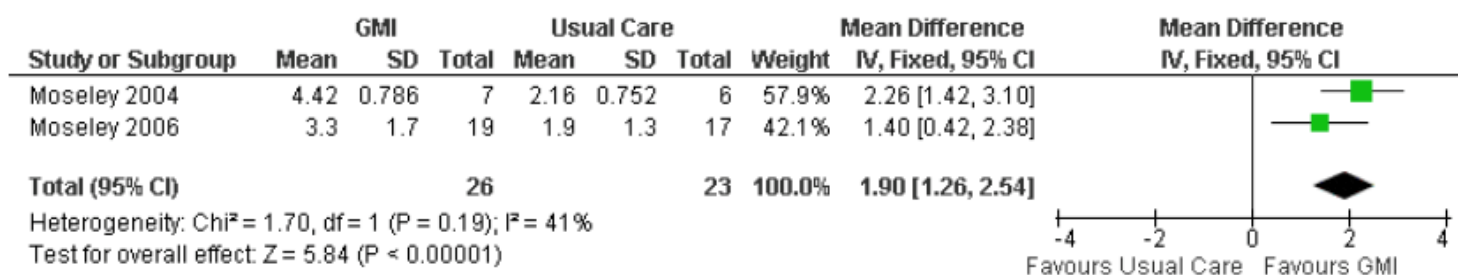 GMI Usual Care Mean Difference Mean Difference
Study or Subgroup Mean SD Total Mean SD Total Weight IV, Fixed, 95% CI IV, Fixed, 95% CI
Moseley 2004 4.42 0.786 7 2.16 0.752 6 57.9% 2.26 [1.42, 3.10]
Moseley 2006 3.3 1.7 19 1.9 1.3 17 42.1% 1.40 [0.42, 2.38]
Total (95% CI) 26 23 100.0% 1.90 [1.26, 2.54]
Heterogeneity: Chi² = 1.70, df = 1 (P = 0.19); I² = 41%
Test for overall effect: Z = 5.84 (P < 0.00001)
-4 -2 0 2 4
Favours Usual Care Favours GMI